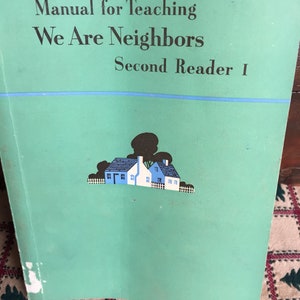 Manual for Teaching
We Are Neighbors
Second Reader I